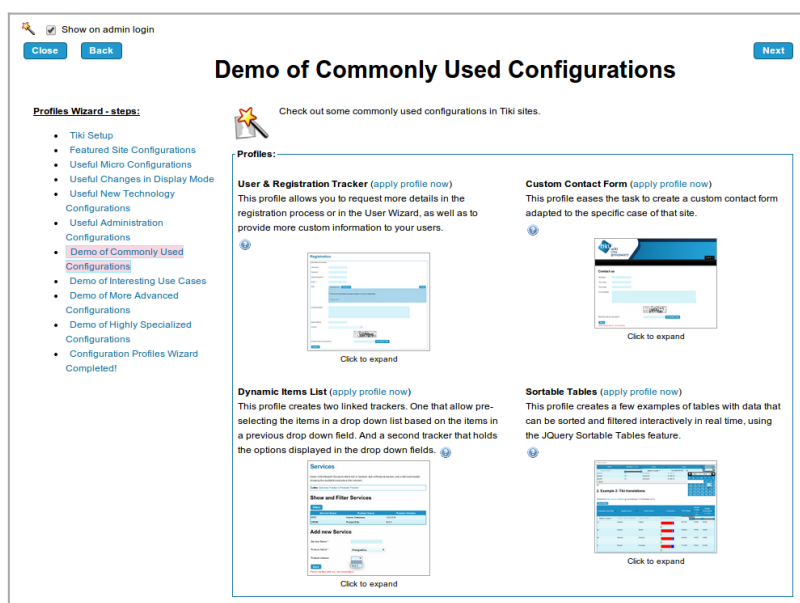 Show on admin login
Close
Back
Next
Demo of Commonly Used Configurations
Profiles Wizard - steps:
Tiki Setup
Featured Site Configurations
Useful Micro Configurations
Useful Changes in Display Mode
Useful New Technology
Configurations
Useful Administration
Configurations
Demo of Commonly Used
Configurations
Demo of Interesting Use Cases
Demo of More Advanced
Configurations
Demo of Highly Specialized
Configurations
Configuration Profiles Wizard
Completed!
Check out some commonly used configurations in Tiki sites.
Profiles:
User & Registration Tracker (apply profile now)
This profile allows you to request more details in the
registration process or in the User Wizard, as well as to
provide more custom information to your users.
Registration
Click to expand
Custom Contact Form (apply profile now)
This profile eases the task to create a custom contact form
adapted to the specific case of that site.
Contact us
Click to expand
Dynamic Items List (apply profile now)
This profile creates two linked trackers. One that allow pre-
selecting the items in a drop down list based on the items in
a previous drop down field. And a second tracker that holds
the options displayed in the drop down fields.
Services
Show and Filter Services
Add new Service
Click to expand
Sortable Tables (apply profile now)
This profile creates a few examples of tables with data that
can be sorted and filtered interactively in real time, using
the JQuery Sortable Tables feature.
2. Example 2: Tiki translations
Click to expand